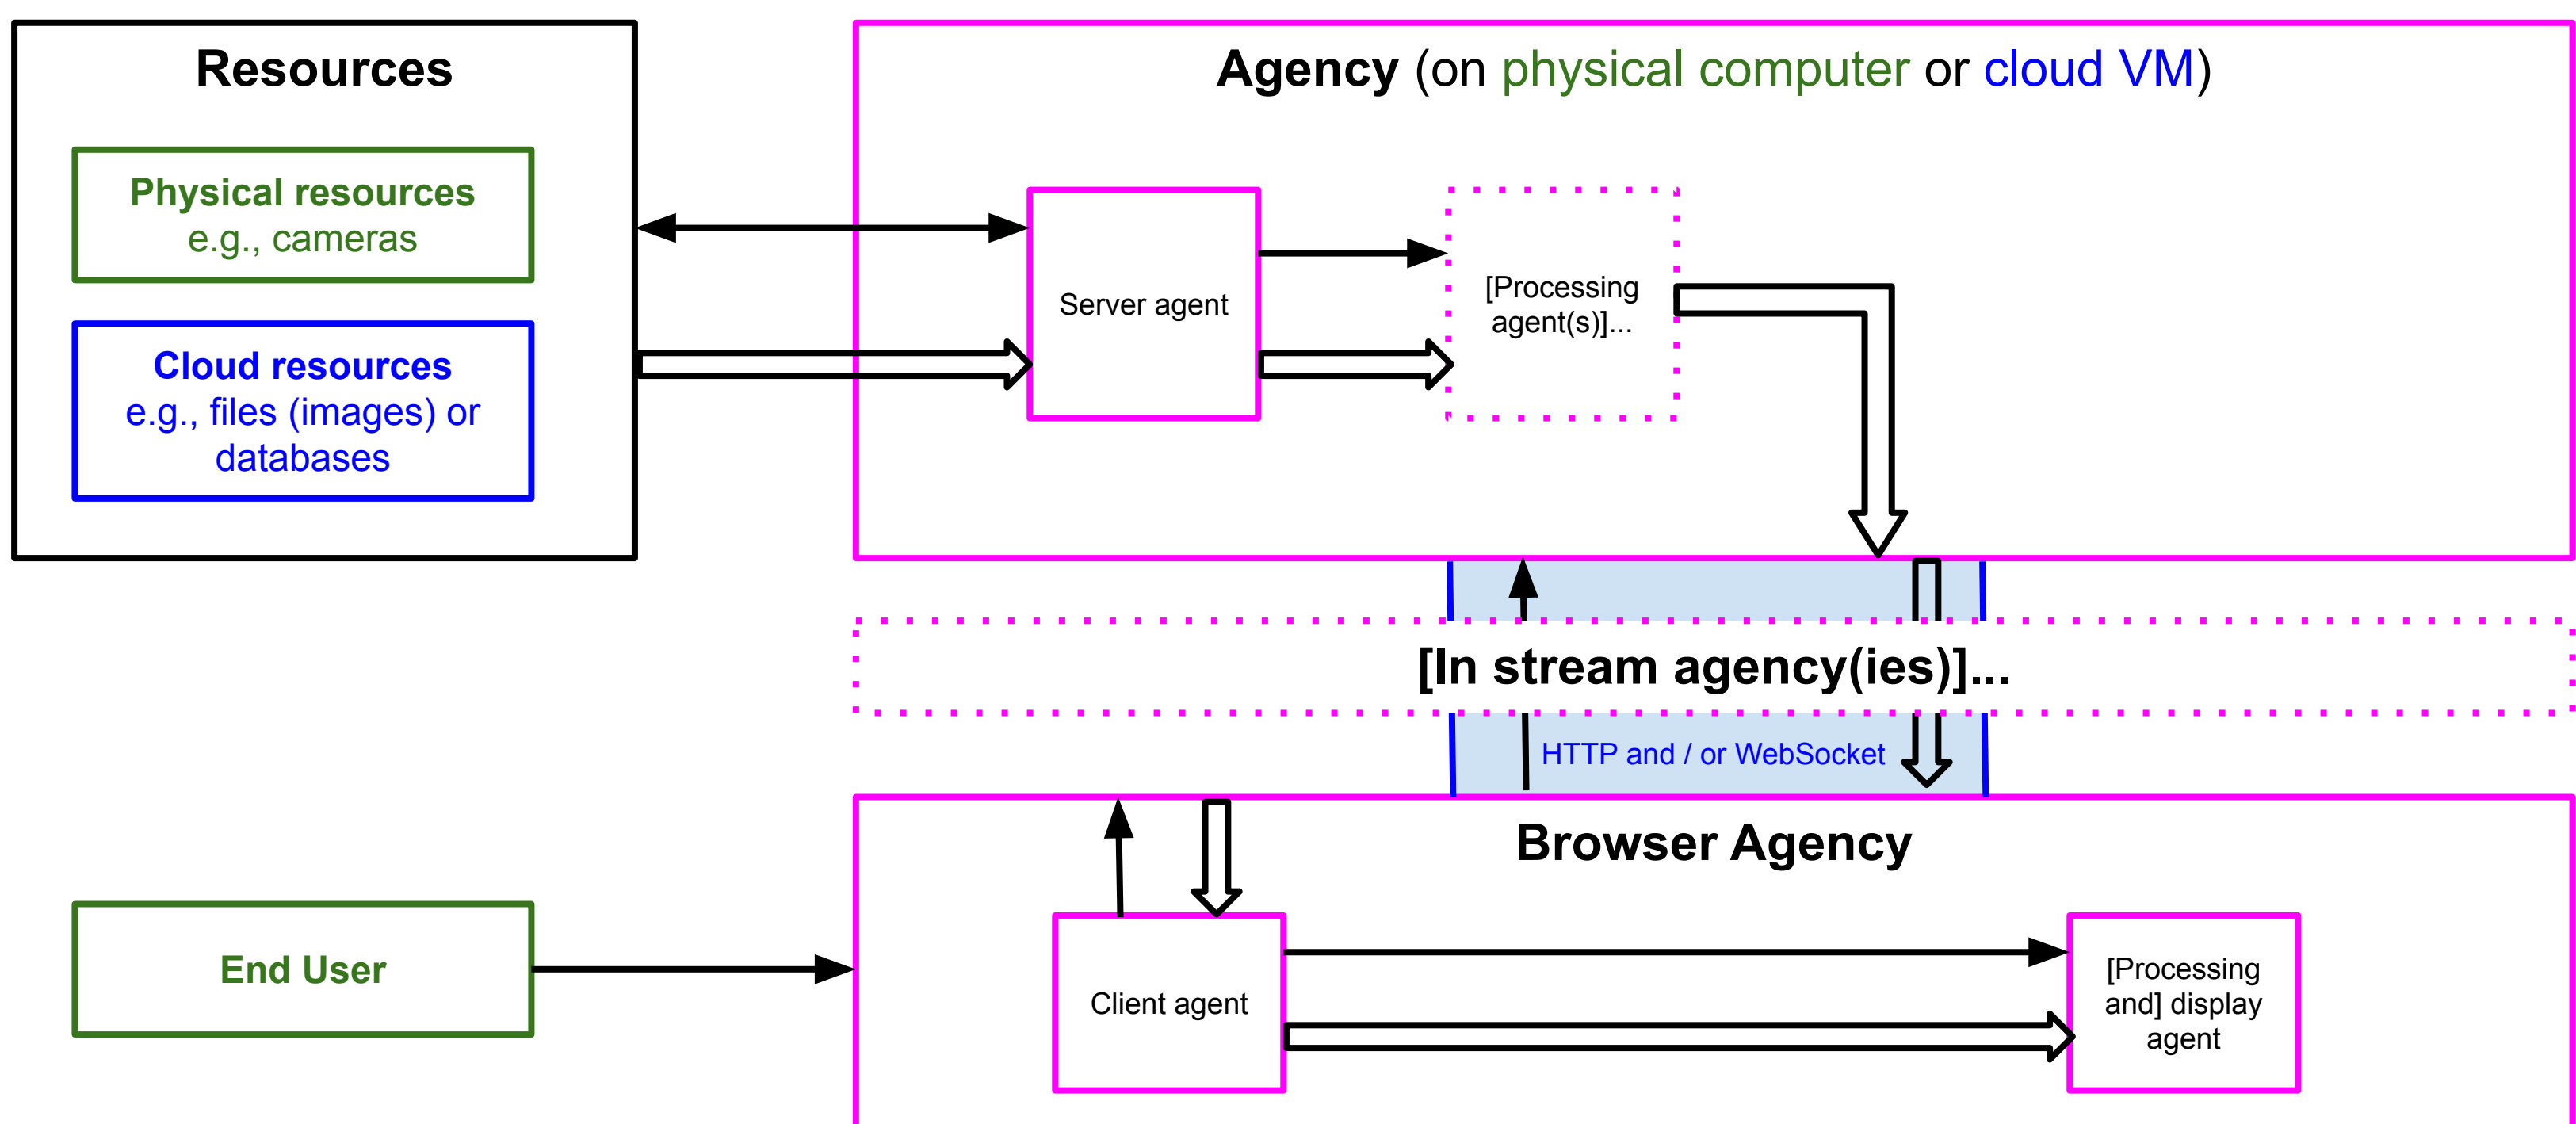 Resources
Agency (on physical computer or cloud VM)
Physical resources
e.g., cameras
Cloud resources
e.g., files (images) or
databases
Server agent
[Processing
agent(s)]...
[In stream agency(ies)]...
HTTP and / or WebSocket
Browser Agency
End User
Client agent
[Processing
and] display
agent